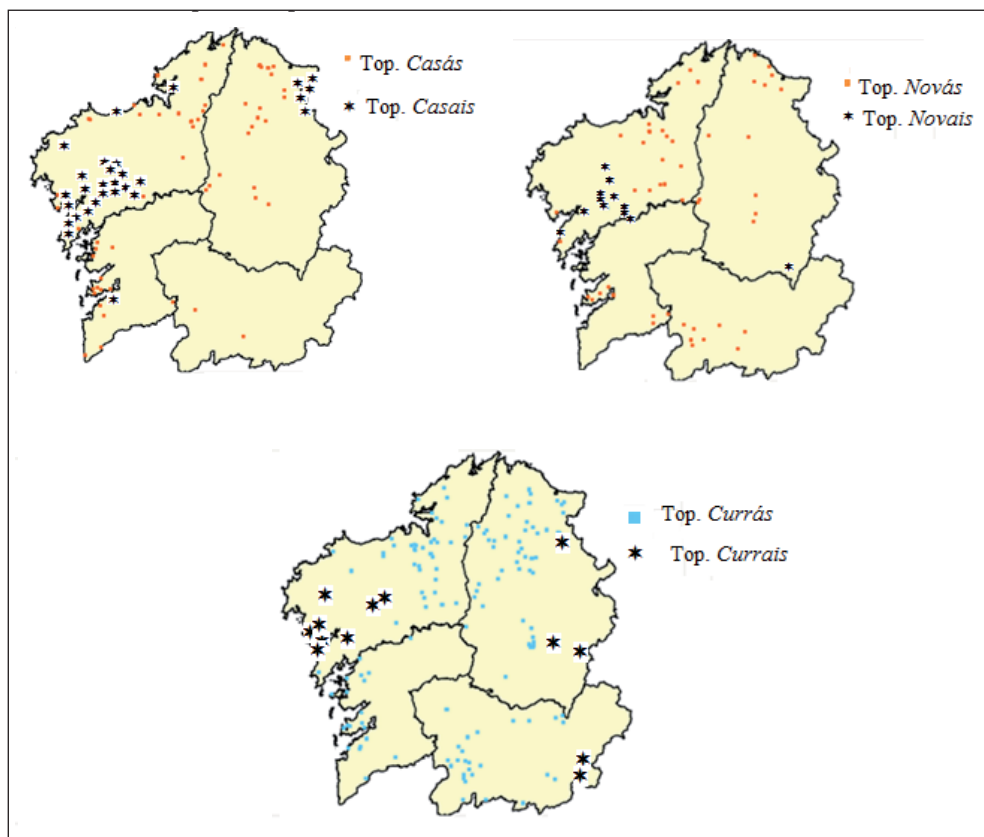 Top. Casás
Top. Casais
Top. Novás
Top. Novais
Top. Currás
Top. Currais